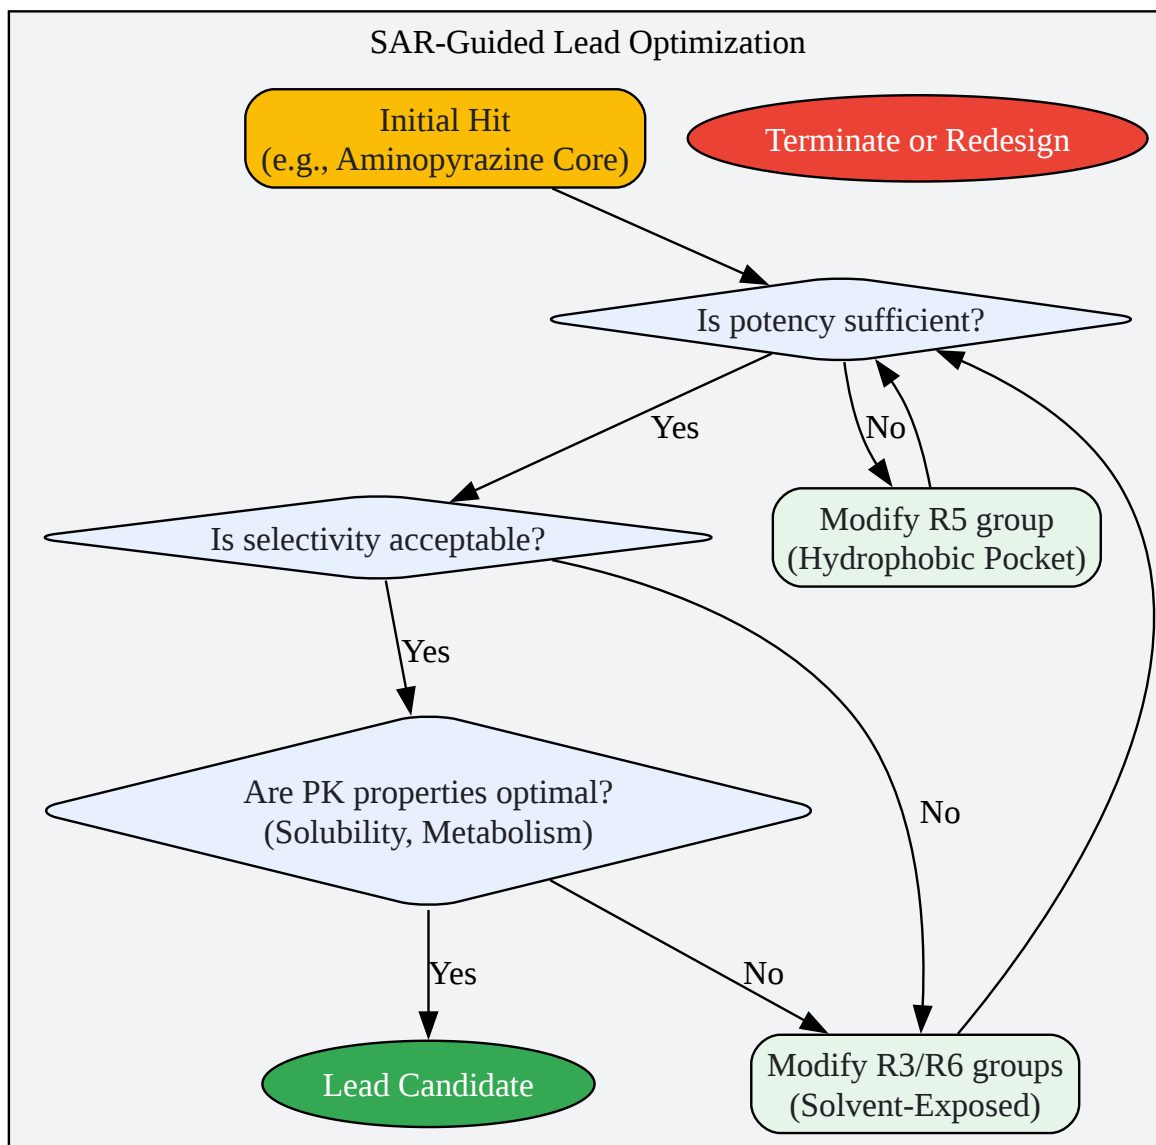 SAR-Guided Lead Optimization
Initial Hit
(e.g., Aminopyrazine Core)
Terminate or Redesign
Is potency sufficient?
Yes
No
Modify R5 group
(Hydrophobic Pocket)
Is selectivity acceptable?
Yes
Are PK properties optimal?
(Solubility, Metabolism)
No
Yes
No
Lead Candidate
Modify R3/R6 groups
(Solvent-Exposed)